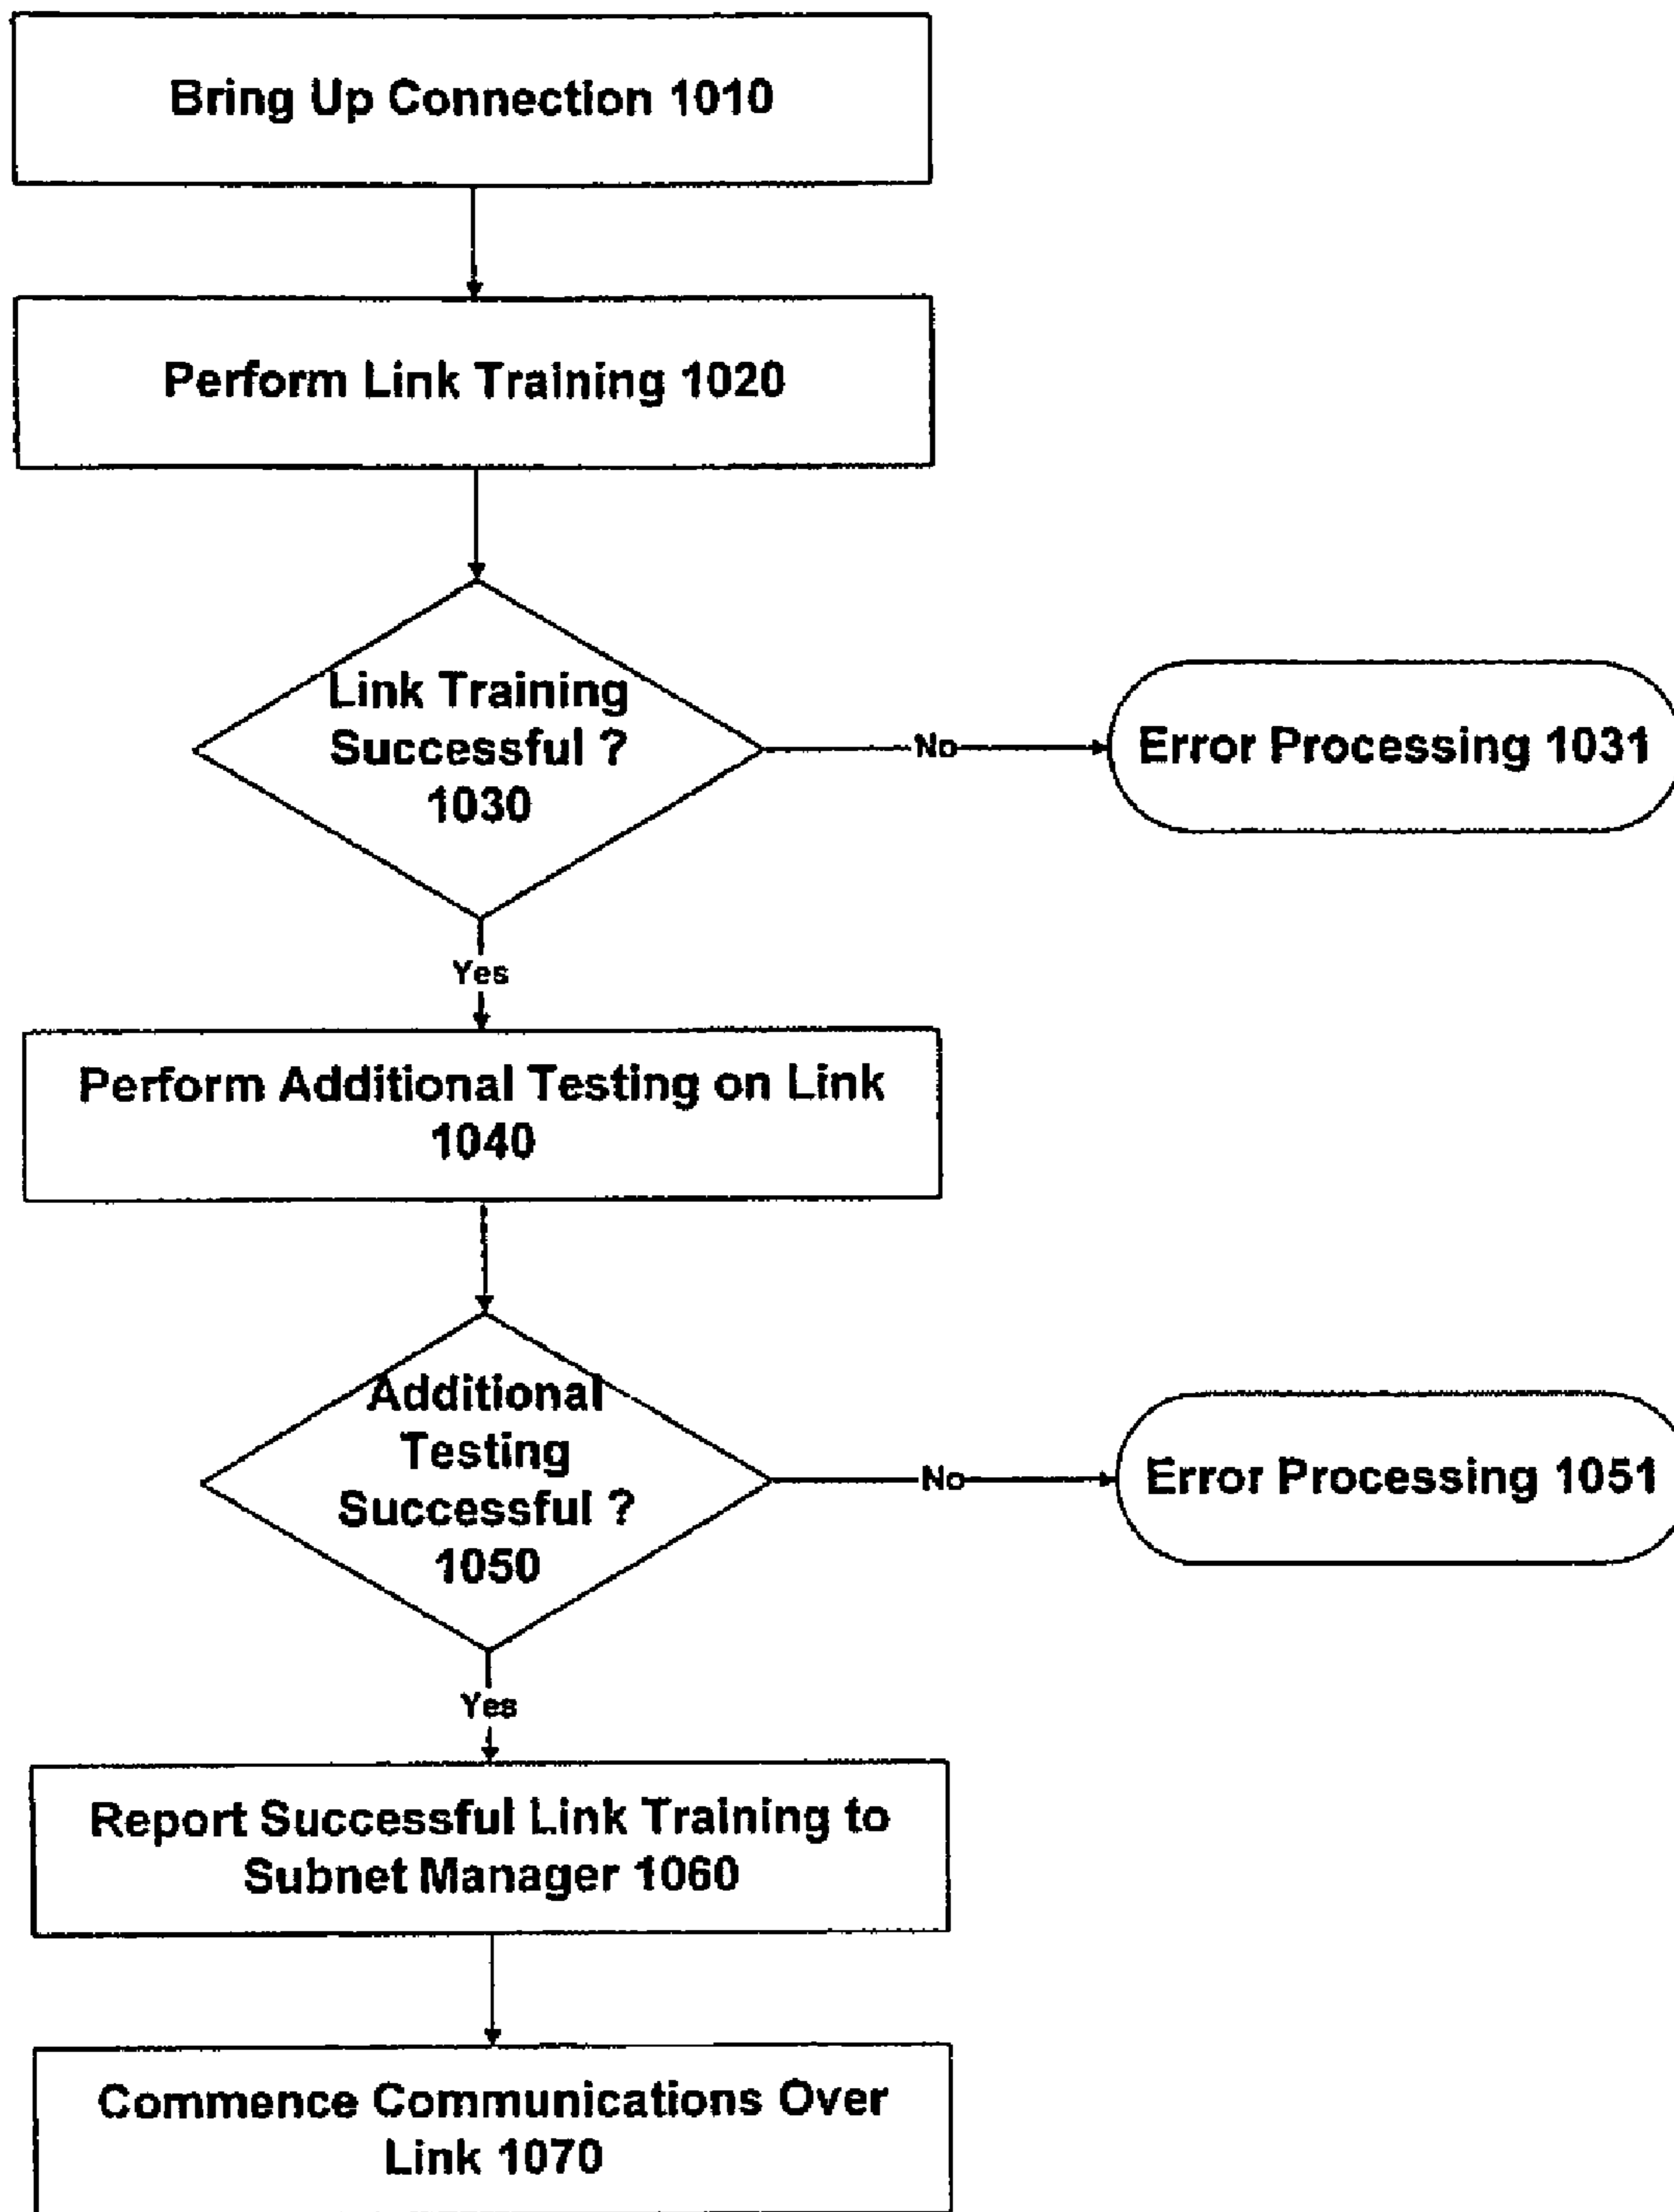 Bring Up Connection 1010
Perform Link Training 1020
Link Training
Successful ?
1030
No
Error Processing 1031
Yes
Perform Additional Testing on Link
1040
Additional
Testing
Successful ?
1050
No
Error Processing 1051
Yes
Report Successful Link Training to
Subnet Manager 1060
Commence Communications Over
Link 1070